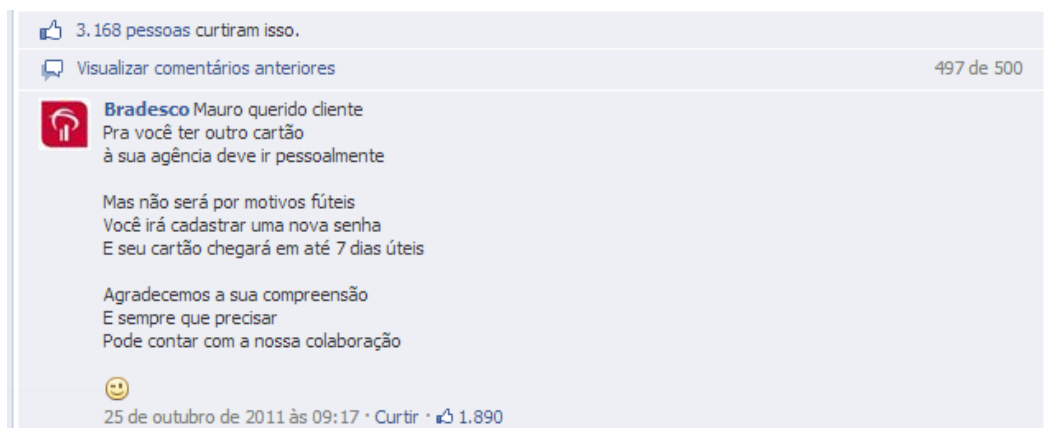 3.168 pessoas curtiram isso.
Visualizar comentários anteriores 497 de 500
Bradesco Mauro querido cliente
Pra você ter outro cartão
à sua agência deve ir pessoalmente
Mas não será por motivos fúteis
Você irá cadastrar uma nova senha
E seu cartão chegará em até 7 dias úteis
Agradecemos a sua compreensão
E sempre que precisar
Pode contar com a nossa colaboração
25 de outubro de 2011 às 09:17 · Curtir · 1.890